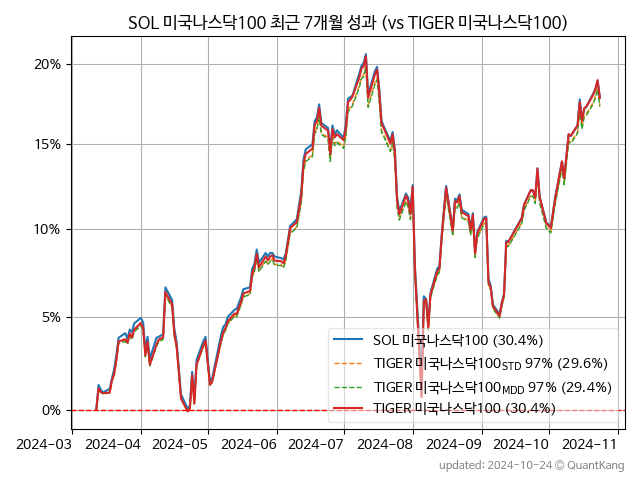 SOL 미국나스닥100 최근 7개월 성과 (vs TIGER 미국나스닥100)
20%
15%
10%
5%
0%
SOL 미국나스닥100 (30.4%)
TIGER 미국나스닥100STD 97% (29.6%)
TIGER 미국나스닥100MDD 97% (29.4%)
TIGER 미국나스닥100 (30.4%)
2024-03 2024-04 2024-05 2024-06 2024-07 2024-08 2024-09 2024-10 2024-11
updated: 2024-10-24 © QuantKang